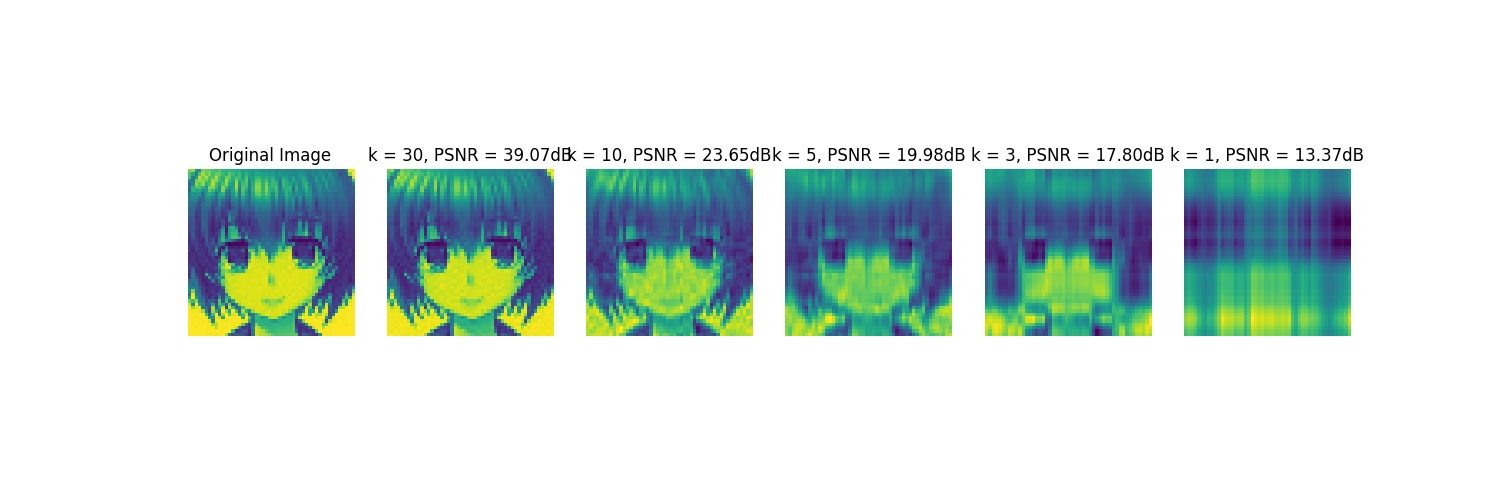 Original Image
k = 30, PSNR = 39.07dB
k = 10, PSNR = 23.65dB
k = 5, PSNR = 19.98dB
k = 3, PSNR = 17.80dB
k = 1, PSNR = 13.37dB